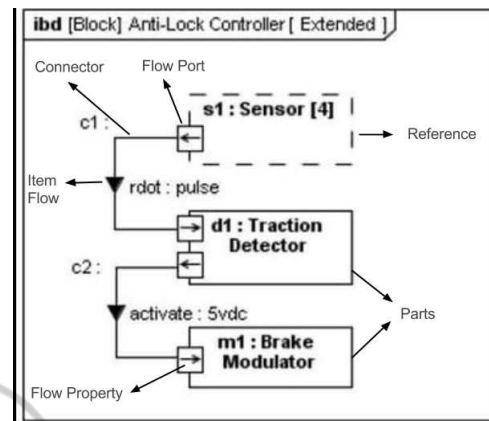 ibd [Block] Anti-Lock Controller [ Extended ]
Connector
Flow Port
s1 : Sensor [4]
c1 :
Reference
Item
Flow
rdot : pulse
d1 : Traction
Detector
c2 :
activate : 5vdc
Parts
m1 : Brake
Modulator
Flow Property